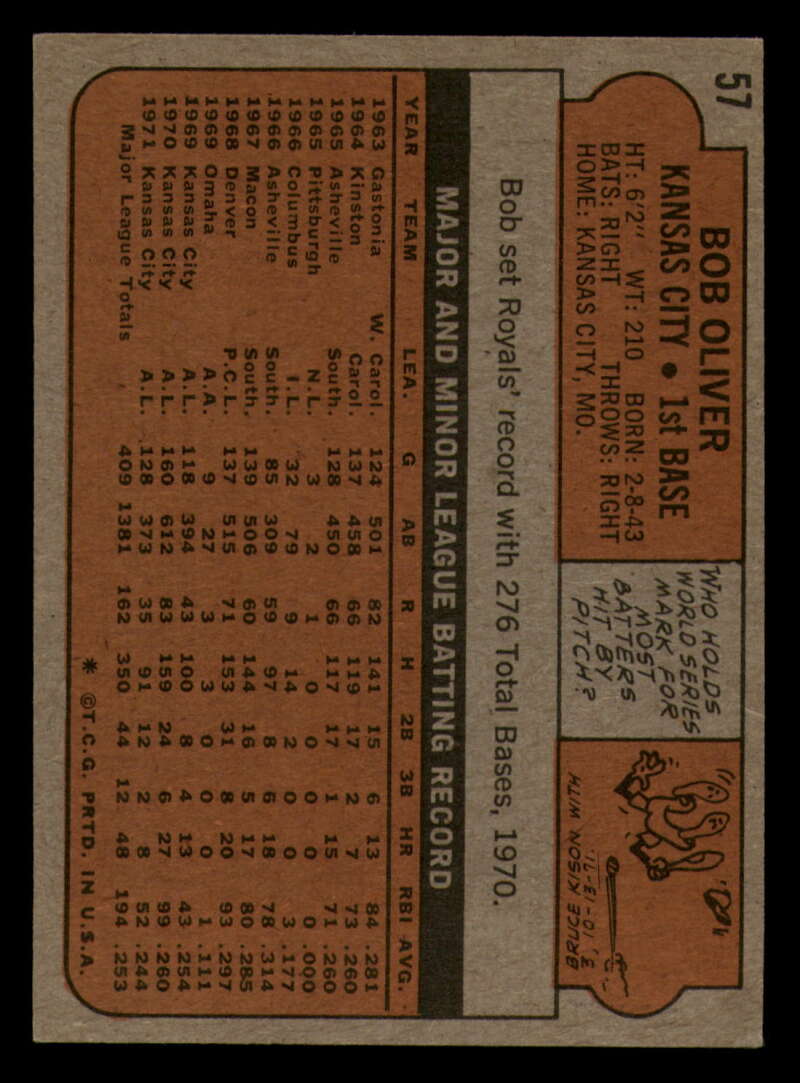 57
BOB OLIVER
KANSAS CITY • 1st BASE
HT: 6'2" WT: 210 BORN: 2-8-43
BATS: RIGHT THROWS: RIGHT
HOME: KANSAS CITY, MO.
WHO HOLDS
WORLD SERIES
MARK FOR
MOST
BATTERS
HIT BY
PITCH?
BRUCE KISON WITH
3, 10-13-'71.
Bob set Royals' record with 276 Total Bases, 1970.
MAJOR AND MINOR LEAGUE BATTING RECORD
YEAR TEAM LEA. G AB R H 2B 3B HR RBI AVG.
1963 Gastonia W. Carol. 124 501 82 141 15 6 13 84 .281
1964 Kinston Carol. 137 458 66 119 17 2 7 73 .260
1965 Asheville South. 128 450 66 117 17 1 15 71 .260
1965 Pittsburgh N.L. 3 2 1 0 0 0 0 0 .000
1966 Columbus I.L. 32 79 9 14 2 0 0 3 .177
1966 Asheville South. 85 309 59 97 8 6 18 78 .314
1967 Macon South. 139 506 60 144 16 5 17 80 .285
1968 Denver P.C.L. 137 515 71 153 31 8 20 93 .297
1969 Omaha A.A. 9 27 3 3 0 0 0 1 .111
1969 Kansas City A.L. 118 394 43 100 8 4 13 43 .254
1970 Kansas City A.L. 160 612 83 159 24 6 27 99 .260
1971 Kansas City A.L. 128 373 35 91 12 2 8 52 .244
Major League Totals 409 1381 162 350 44 12 48 194 .253
* ©T.C.G. PRTD. IN U.S.A.